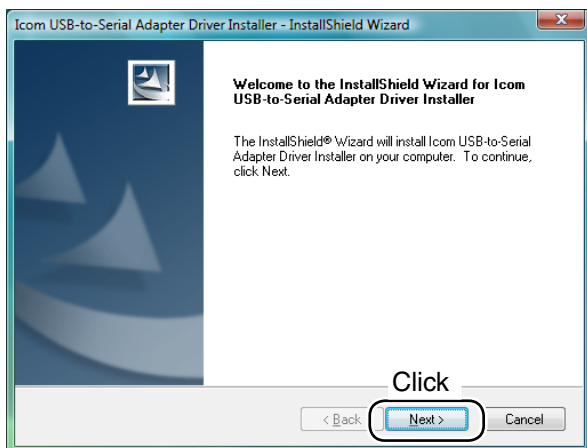 Icom USB-to-Serial Adapter Driver Installer - InstallShield Wizard
Welcome to the InstallShield Wizard for Icom
USB-to-Serial Adapter Driver Installer
The InstallShield® Wizard will install Icom USB-to-Serial
Adapter Driver Installer on your computer. To continue,
click Next.
Click
< Back Next > Cancel